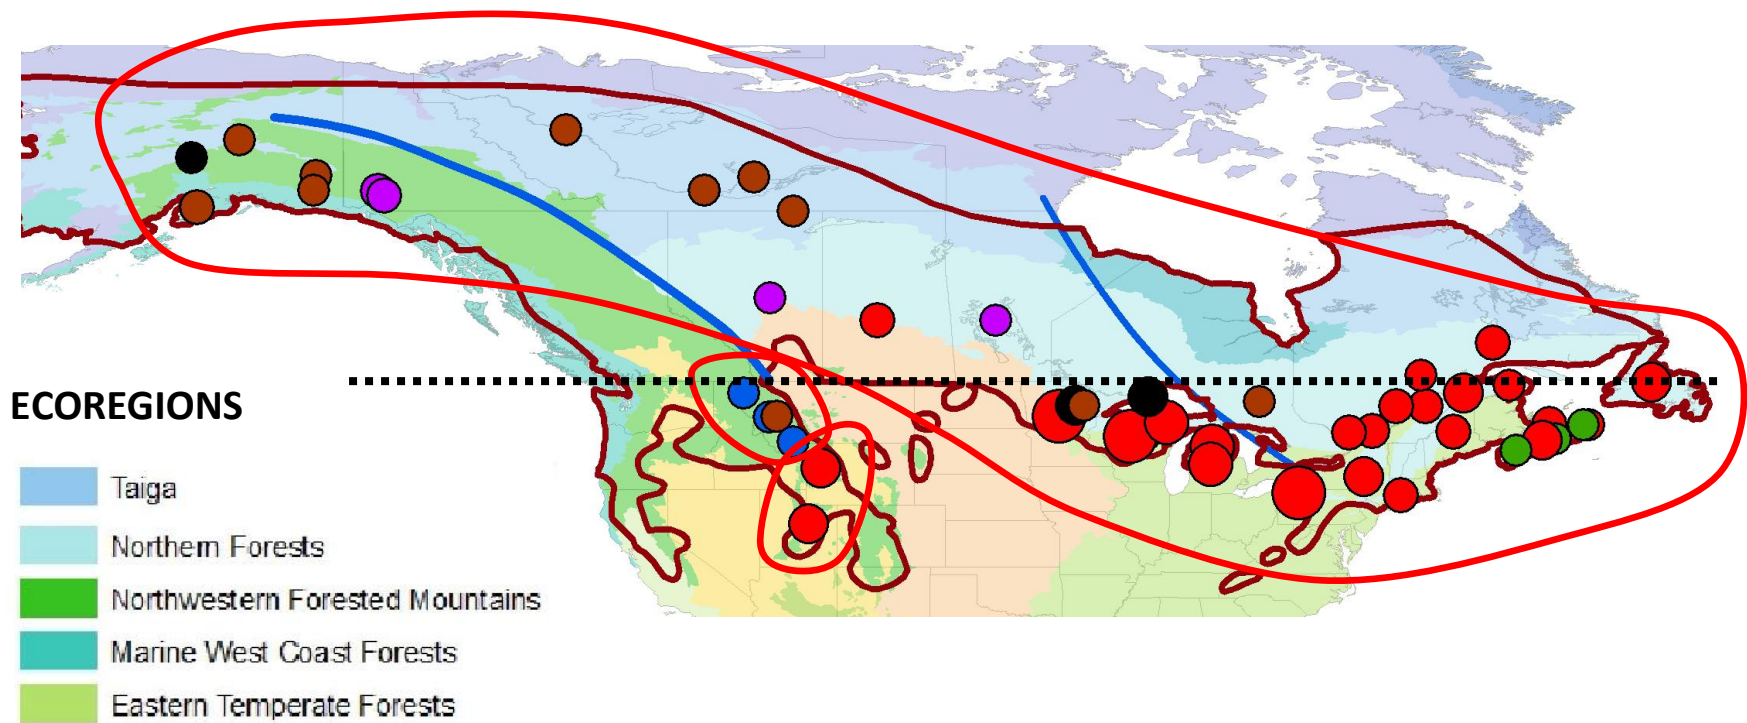 ECOREGIONS
Taiga
Northern Forests
Northwestern Forested Mountains
Marine West Coast Forests
Eastern Temperate Forests